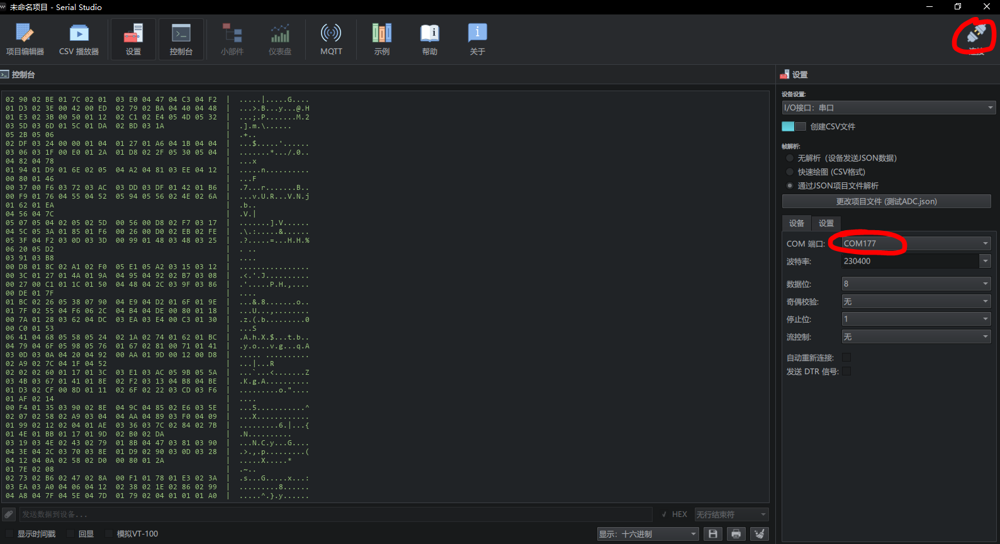 未命名项目 - Serial Studio
项目编辑器 CSV 播放器 设置 控制台 小部件 仪表盘 MQTT 示例 帮助 关于 连接
控制台
02 90 02 BE 01 7C 02 01 03 E0 04 47 04 C3 04 F2 | .....|.....G....
01 D3 02 3E 00 42 00 ED 02 79 02 BA 04 40 04 48 | ...>.B...y...@.H
01 E3 02 3B 00 50 01 12 02 C1 02 E4 05 4D 05 32 | ...;.P.......M.2
03 5D 03 6D 01 5C 01 DA 02 BD 03 1A | .].m.\......
05 2B 05 06 | .+..
02 DF 03 24 00 00 01 04 01 27 01 A6 04 1B 04 04 | ...$.....'......
03 06 03 1F 00 E0 01 2A 01 D8 02 2F 05 30 05 04 | .......*.../.0..
04 82 04 78 | ...x
01 94 01 D9 01 6E 02 05 04 A2 04 81 03 EE 04 12 | .....n..........
00 80 01 46 | ...F
00 37 00 F6 03 72 03 AC 03 DD 03 DF 01 42 01 B6 | .7...r.......B..
00 F9 01 76 04 55 04 52 05 94 05 56 02 4E 02 6A | ...v.U.R...V.N.j
01 62 01 EA | .b..
04 56 04 7C | .V.|
05 07 05 04 02 05 02 5D 00 56 00 D8 02 F7 03 17 | .......].V......
04 5C 05 3A 01 85 01 F6 00 26 00 D0 02 EB 02 FE | .\.:.....&......
05 3F 04 F2 03 0D 03 3D 00 99 01 48 03 48 03 25 | .?.....=...H.H.%
06 20 05 D2 | . ..
03 91 03 B8 | ....
00 D8 01 8C 02 A1 02 F0 05 E1 05 A2 03 15 03 12 | ................
00 3C 01 27 01 4A 01 9A 04 95 04 92 02 B7 03 08 | .<.'.J..........
00 27 00 C1 01 1C 01 50 04 48 04 2C 03 9F 03 86 | .'.....P.H.,....
00 DE 01 7F | ....
01 BC 02 26 05 38 07 90 04 E9 04 D2 01 6F 01 9E | ...&.8.......o..
01 7F 02 55 04 F6 06 2C 04 B4 04 DE 00 80 01 18 | ...U...,........
00 7A 01 28 03 62 04 DC 03 EA 03 E4 00 C3 01 30 | .z.(.b.........0
00 C0 01 53 | ...S
06 41 04 68 05 58 05 24 02 1A 02 74 01 62 01 BC | .A.h.X.$...t.b..
04 79 04 6F 05 98 05 76 01 67 02 81 00 71 01 41 | .y.o...v.g...q.A
03 0D 03 0A 04 20 04 92 00 AA 01 9D 00 12 00 D8 | ..... ..........
02 A9 02 7C 04 1F 04 52 | ...|...R
02 02 02 60 01 17 01 3C 03 E1 03 AC 05 9B 05 5A | ...`...<.......Z
03 4B 03 67 01 41 01 8E 02 F2 03 13 04 B8 04 BE | .K.g.A..........
01 D3 02 CF 00 8D 01 11 02 6F 02 22 03 CD 03 F6 | .........o."....
01 AF 02 14 | ....
00 F4 01 35 03 90 02 8E 04 9C 04 85 02 E6 03 5E | ...5...........^
02 07 02 58 02 A9 03 04 04 AA 04 89 03 F0 04 09 | ...X............
01 99 02 12 02 04 01 AE 03 36 03 7C 02 84 02 7B | .........6.|...{
01 4E 01 BB 01 17 01 9D 02 B0 02 DA | .N..........
03 19 03 4E 02 43 02 79 01 8B 04 47 03 81 03 90 | ...N.C.y...G....
04 3E 04 2C 03 70 03 8E 01 D9 02 90 03 0D 03 28 | .>.,.p.........(
04 12 04 0A 02 58 02 D0 00 80 01 2A | .....X.....*
01 7E 02 08 | .~..
02 73 02 B6 02 47 02 8A 00 F1 01 78 01 E3 02 3A | .s...G.....x...:
03 EA 03 A0 04 06 04 12 02 38 02 1E 02 86 02 99 | .........8......
04 A8 04 7F 04 5E 04 7D 01 79 02 04 01 01 01 A0 | .....^.}.y......
发送数据到设备...
HEX 无行结束符
显示时间戳 回显 模拟VT-100 显示：十六进制
设置
设备设置:
I/O接口：串口
创建CSV文件
帧解析:
无解析（设备发送JSON数据）
快速绘图 (CSV格式)
通过JSON项目文件解析
更改项目文件 (测试ADC.json)
设备 设置
COM 端口: COM177
波特率: 230400
数据位: 8
奇偶校验: 无
停止位: 1
流控制: 无
自动重新连接:
发送 DTR 信号: